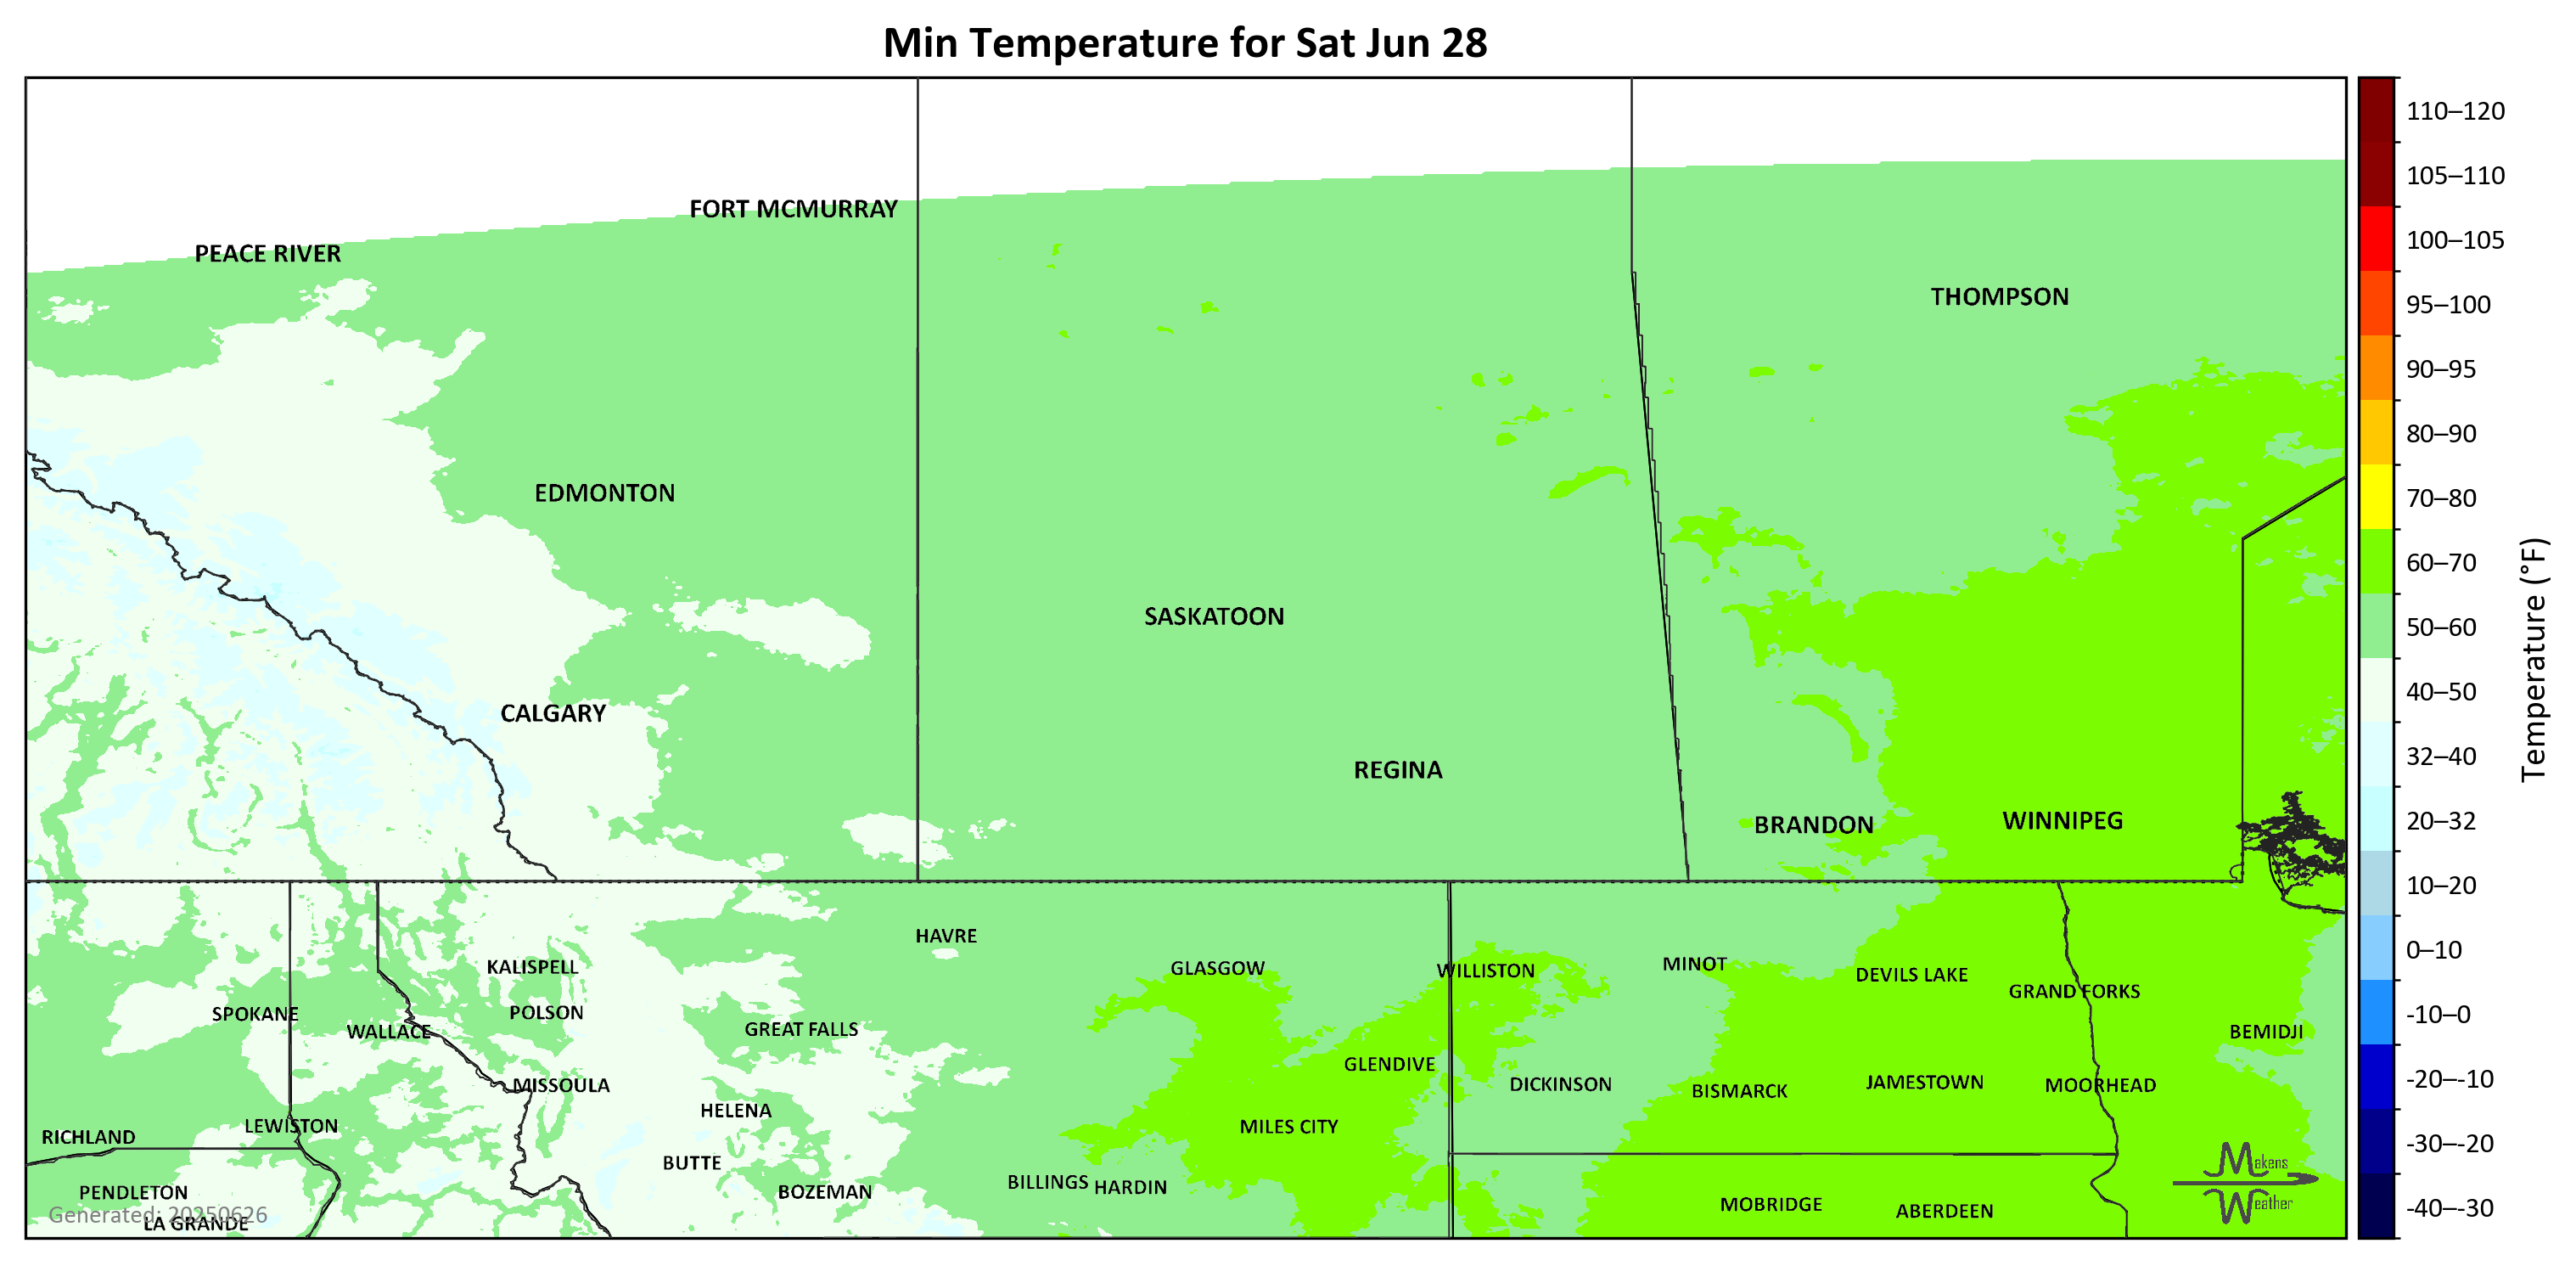 Min Temperature for Sat Jun 28
FORT MCMURRAY
PEACE RIVER
THOMPSON
EDMONTON
SASKATOON
CALGARY
REGINA
BRANDON
WINNIPEG
HAVRE
KALISPELL
GLASGOW
WILLISTON
MINOT
DEVILS LAKE
GRAND FORKS
SPOKANE
POLSON
WALLACE
GREAT FALLS
BEMIDJI
GLENDIVE
MISSOULA
DICKINSON
BISMARCK
JAMESTOWN
MOORHEAD
HELENA
LEWISTON
MILES CITY
RICHLAND
BUTTE
BILLINGS
HARDIN
PENDLETON
BOZEMAN
MOBRIDGE
ABERDEEN
LA GRANDE
Generated: 20250626
Makens
Weather
110–120
105–110
100–105
95–100
90–95
80–90
70–80
60–70
50–60
40–50
32–40
20–32
10–20
0–10
-10–0
-20–-10
-30–-20
-40–-30
Temperature (°F)